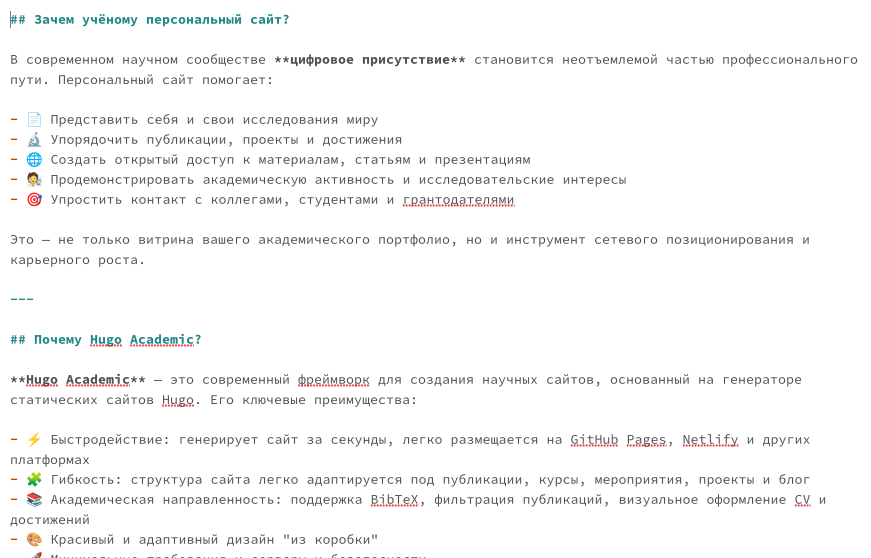 ## Зачем учёному персональный сайт?
В современном научном сообществе **цифровое присутствие** становится неотъемлемой частью профессионального
пути. Персональный сайт помогает:
- 📄 Представить себя и свои исследования миру
- 🔬 Упорядочить публикации, проекты и достижения
- 🌐 Создать открытый доступ к материалам, статьям и презентациям
- 🧑‍🔬 Продемонстрировать академическую активность и исследовательские интересы
- 🎯 Упростить контакт с коллегами, студентами и грантодателями
Это — не только витрина вашего академического портфолио, но и инструмент сетевого позиционирования и
карьерного роста.
---
## Почему Hugo Academic?
**Hugo Academic** — это современный фреймворк для создания научных сайтов, основанный на генераторе
статических сайтов Hugo. Его ключевые преимущества:
- ⚡ Быстродействие: генерирует сайт за секунды, легко размещается на GitHub Pages, Netlify и других
платформах
- 🧩 Гибкость: структура сайта легко адаптируется под публикации, курсы, мероприятия, проекты и блог
- 📚 Академическая направленность: поддержка BibTeX, фильтрация публикаций, визуальное оформление CV и
достижений
- 🎨 Красивый и адаптивный дизайн "из коробки"